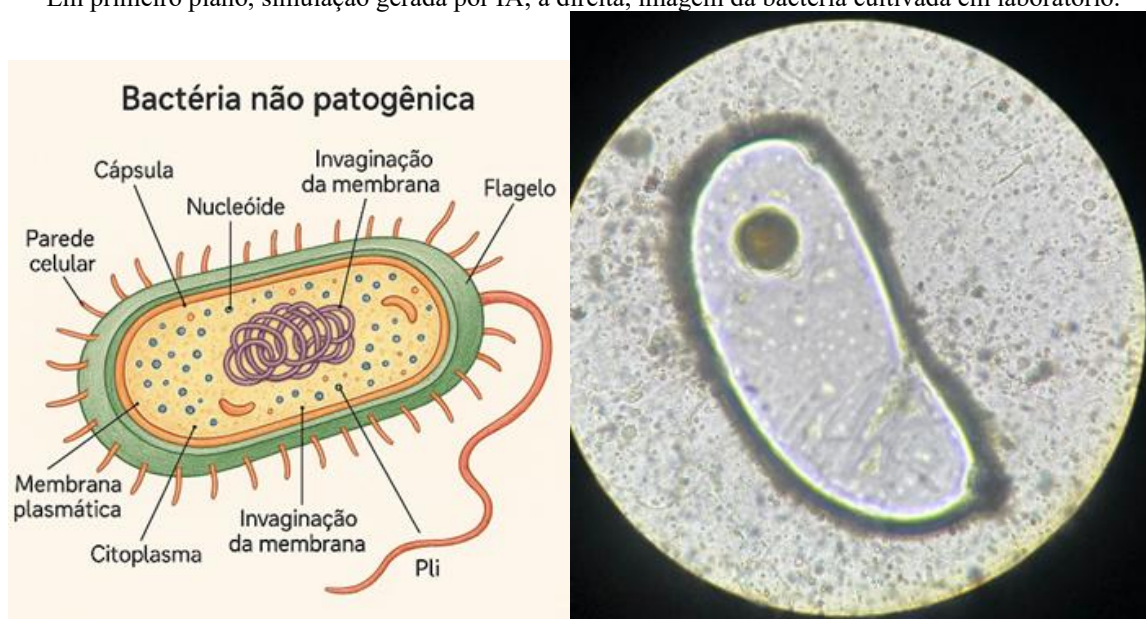 Em primeiro plano, simulação gerada por IA; à direita, imagem da bactéria cultivada em laboratório.
Bactéria não patogênica
Cápsula
Invaginação
da membrana
Nucleóide
Flagelo
Parede
celular
Membrana
plasmática
Citoplasma
Invaginação
da membrana
Pli